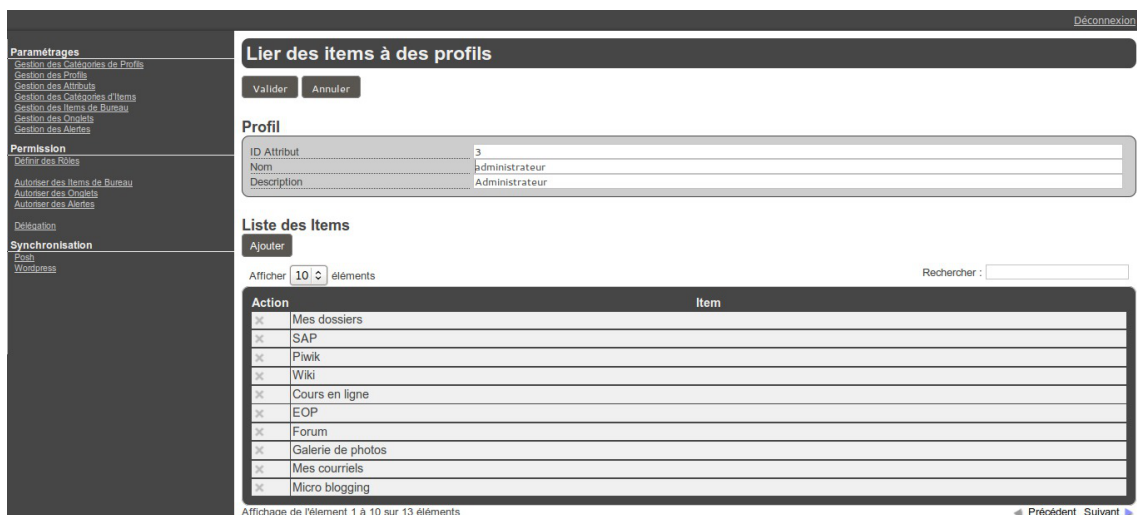 Déconnexion
Paramétrages
Gestion des Catégories de Profils
Gestion des Profils
Gestion des Attributs
Gestion des Catégories d'Items
Gestion des Items de Bureau
Gestion des Onglets
Gestion des Alertes
Permission
Définir des Rôles
Autoriser des Items de Bureau
Autoriser des Onglets
Autoriser des Alertes
Délégation
Synchronisation
Posh
Wordpress
Lier des items à des profils
Valider Annuler
Profil
ID Attribut 3
Nom administrateur
Description Administrateur
Liste des Items
Ajouter
Afficher 10 éléments Rechercher :
Action Item
Mes dossiers
SAP
Piwik
Wiki
Cours en ligne
EOP
Forum
Galerie de photos
Mes courriels
Micro blogging
Affichage de l'élement 1 à 10 sur 13 éléments Précédent Suivant